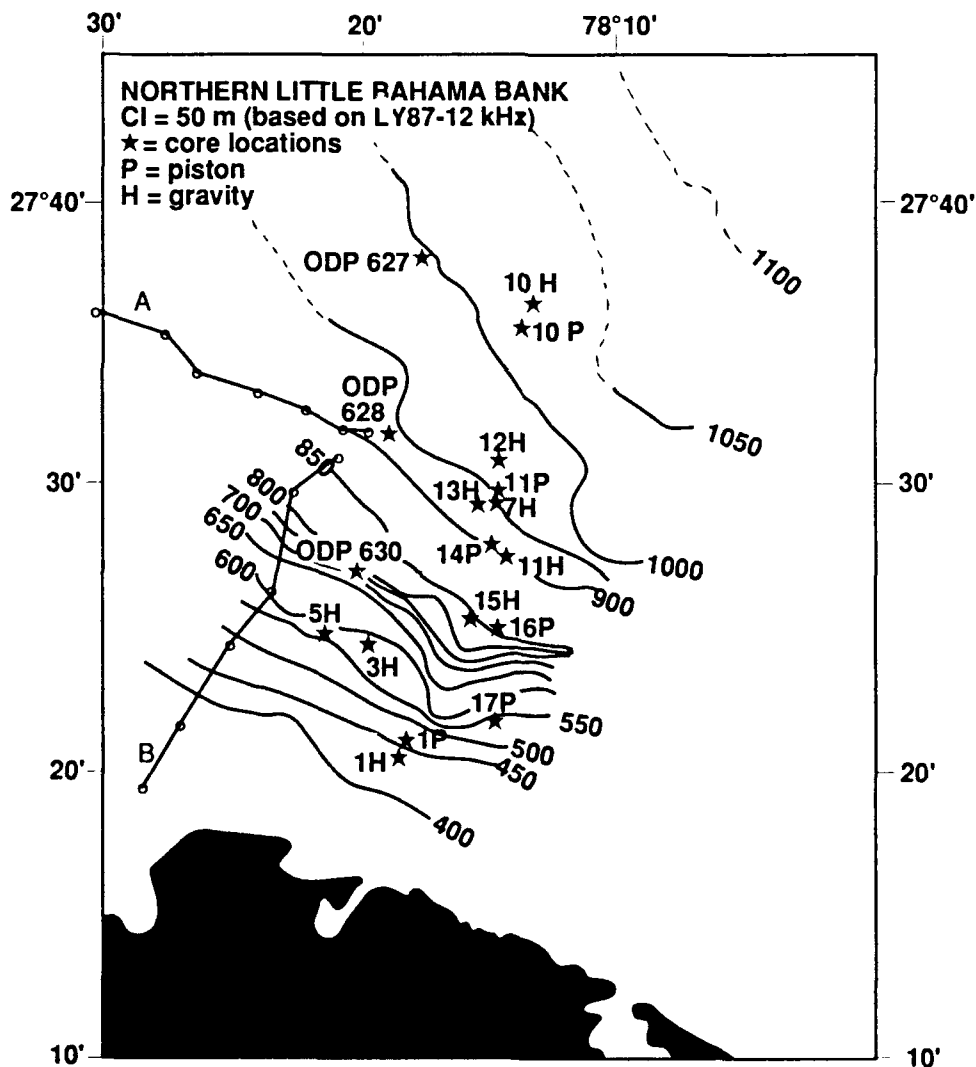 30' 20' 78°10'
NORTHERN LITTLE BAHAMA BANK
CI = 50 m (based on LY87-12 kHz)
★ = core locations
P = piston
H = gravity
27°40' 27°40'
ODP 627
1100
10 H
10 P
A
ODP
628
1050
12H
850
30' 30'
11P
13H 7H
800
700
650
ODP 630
14P 11H
1000
600
900
15H
5H 16P
3H
17P
550
B
1P
500
1H
450
20' 20'
400
10' 10'